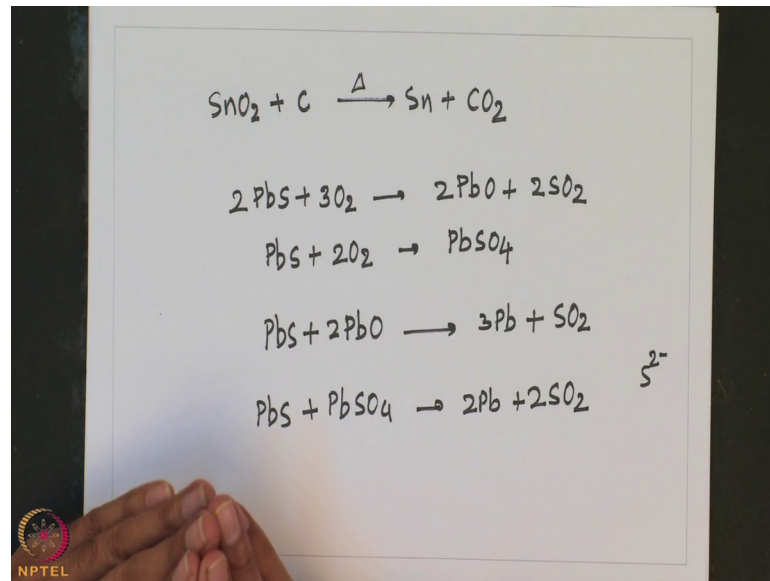 SnO2 + C Δ → Sn + CO2
2PbS + 3O2 → 2PbO + 2SO2
PbS + 2O2 → PbSO4
PbS + 2PbO → 3Pb + SO2
S2-
PbS + PbSO4 → 2Pb + 2SO2
NPTEL